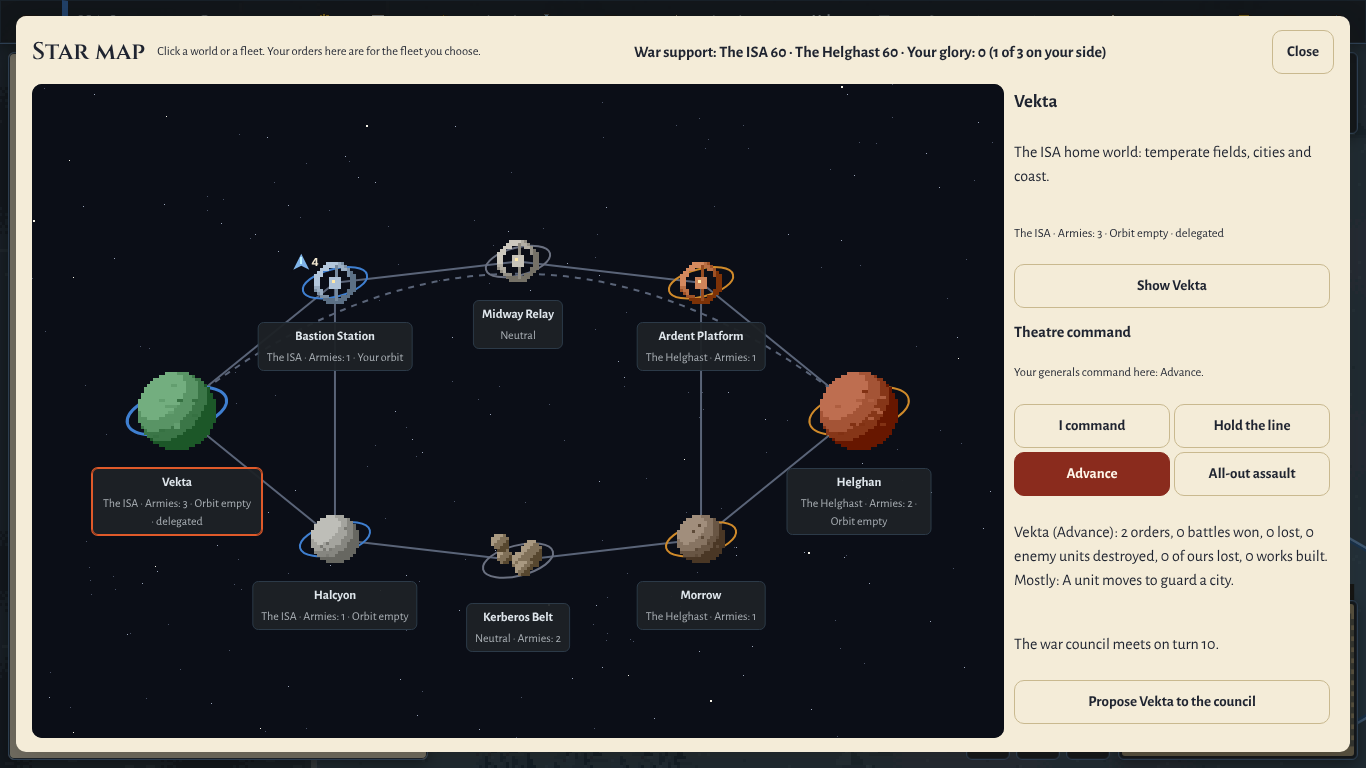 Star map
Click a world or a fleet. Your orders here are for the fleet you choose.
War support: The ISA 60 · The Helghast 60 · Your glory: 0 (1 of 3 on your side)
Close
4
Bastion Station
The ISA · Armies: 1 · Your orbit
Midway Relay
Neutral
Ardent Platform
The Helghast · Armies: 1
Vekta
The ISA · Armies: 3 · Orbit empty
· delegated
Helghan
The Helghast · Armies: 2 ·
Orbit empty
Halcyon
The ISA · Armies: 1 · Orbit empty
Kerberos Belt
Neutral · Armies: 2
Morrow
The Helghast · Armies: 1
Vekta
The ISA home world: temperate fields, cities and
coast.
The ISA · Armies: 3 · Orbit empty · delegated
Show Vekta
Theatre command
Your generals command here: Advance.
I command
Hold the line
Advance
All-out assault
Vekta (Advance): 2 orders, 0 battles won, 0 lost, 0
enemy units destroyed, 0 of ours lost, 0 works built.
Mostly: A unit moves to guard a city.
The war council meets on turn 10.
Propose Vekta to the council